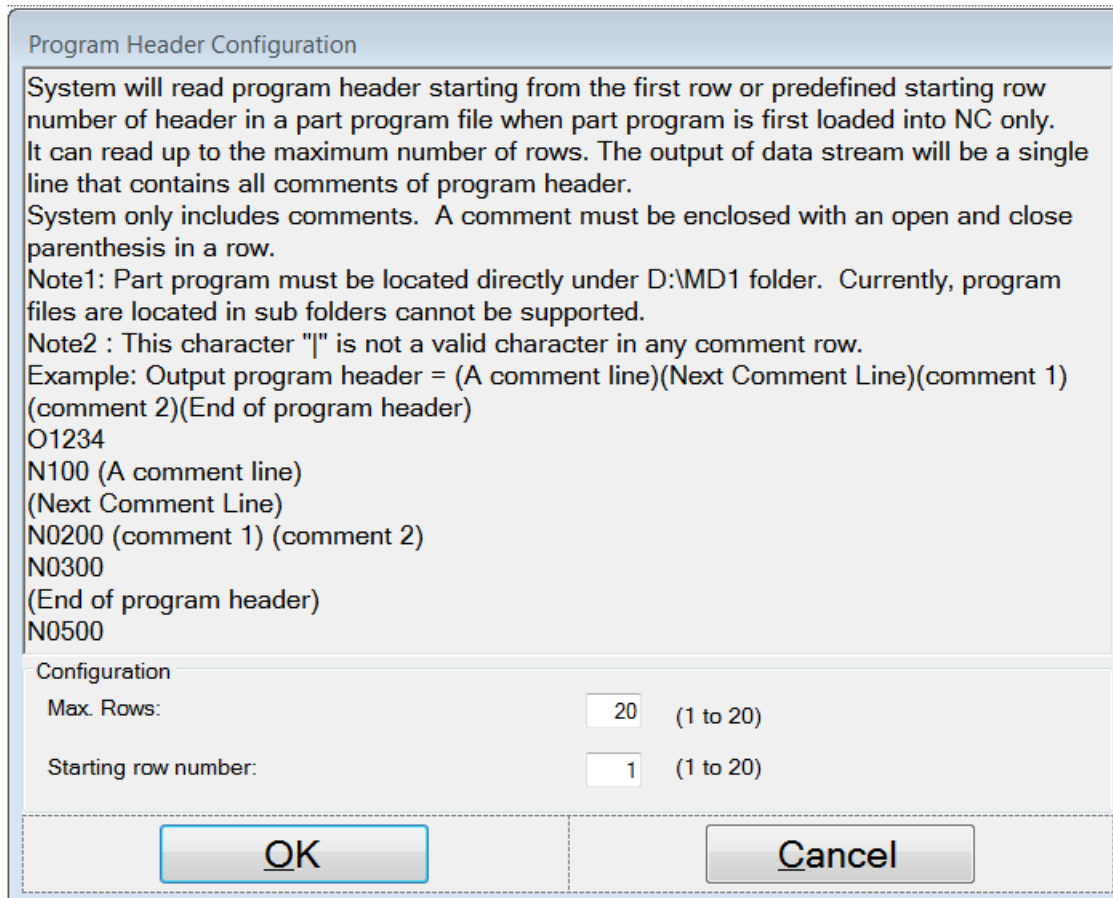 Program Header Configuration
System will read program header starting from the first row or predefined starting row
number of header in a part program file when part program is first loaded into NC only.
It can read up to the maximum number of rows. The output of data stream will be a single
line that contains all comments of program header.
System only includes comments.  A comment must be enclosed with an open and close
parenthesis in a row.
Note1: Part program must be located directly under D:\MD1 folder.  Currently, program
files are located in sub folders cannot be supported.
Note2 : This character "|" is not a valid character in any comment row.
Example: Output program header = (A comment line)(Next Comment Line)(comment 1)
(comment 2)(End of program header)
O1234
N100 (A comment line)
(Next Comment Line)
N0200 (comment 1) (comment 2)
N0300
(End of program header)
N0500
Configuration
Max. Rows: 20 (1 to 20)
Starting row number: 1 (1 to 20)
OK Cancel